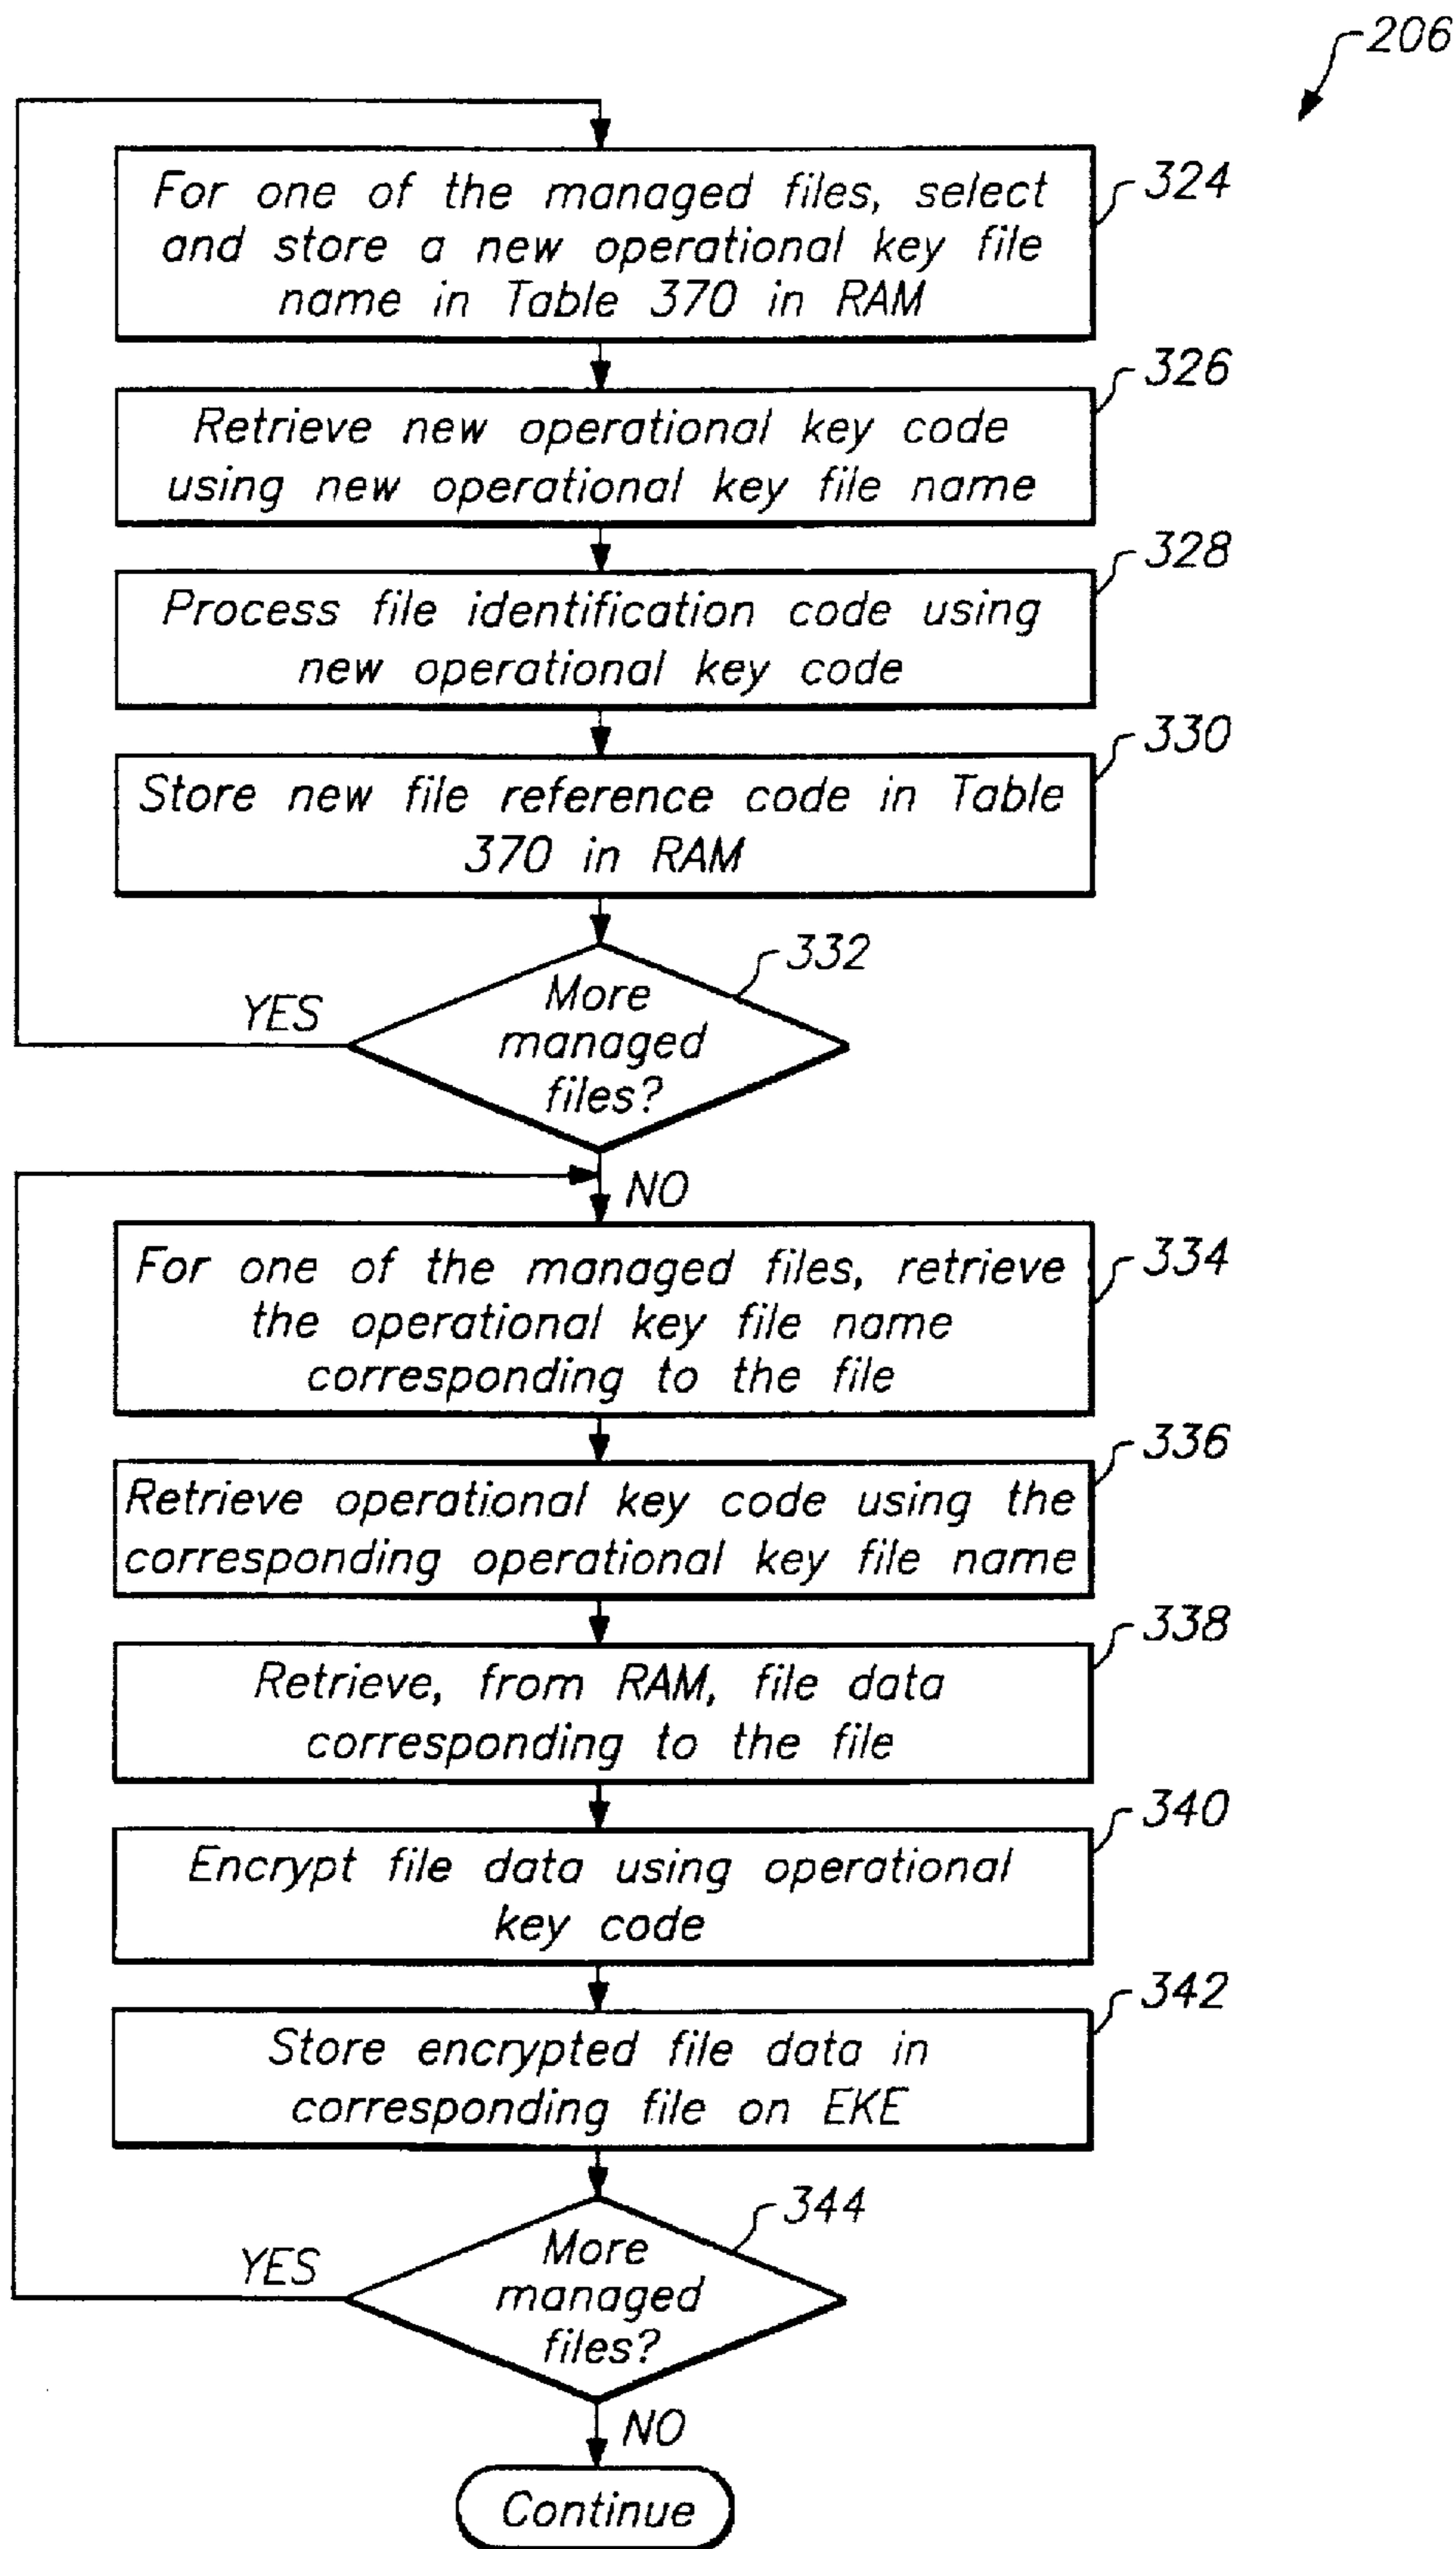 206
For one of the managed files, select
and store a new operational key file
name in Table 370 in RAM
324
Retrieve new operational key code
using new operational key file name
326
Process file identification code using
new operational key code
328
Store new file reference code in Table
370 in RAM
330
More
managed
files?
332
YES
NO
For one of the managed files, retrieve
the operational key file name
corresponding to the file
334
Retrieve operational key code using the
corresponding operational key file name
336
Retrieve, from RAM, file data
corresponding to the file
338
Encrypt file data using operational
key code
340
Store encrypted file data in
corresponding file on EKE
342
More
managed
files?
344
YES
NO
Continue